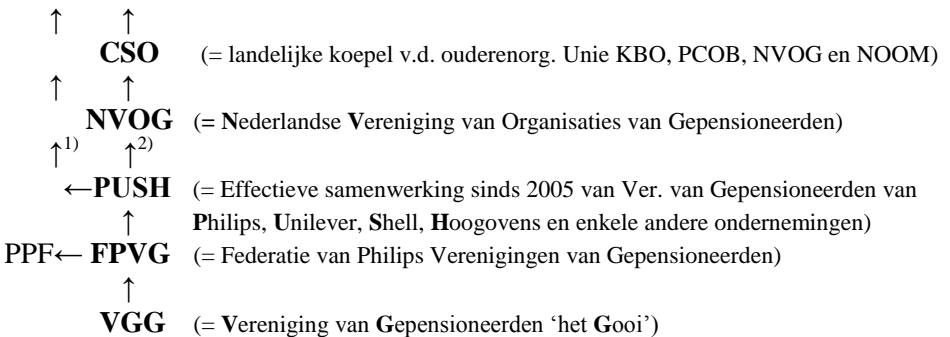 ↑ ↑
CSO (= landelijke koepel v.d. ouderenorg. Unie KBO, PCOB, NVOG en NOOM)
↑ ↑
NVOG (= Nederlandse Vereniging van Organisaties van Gepensioneerden)
↑1) ↑2)
←PUSH (= Effectieve samenwerking sinds 2005 van Ver. van Gepensioneerden van
↑ Philips, Unilever, Shell, Hoogovens en enkele andere ondernemingen)
PPF← FPVG (= Federatie van Philips Verenigingen van Gepensioneerden)
↑
VGG (= Vereniging van Gepensioneerden ‘het Gooi’)